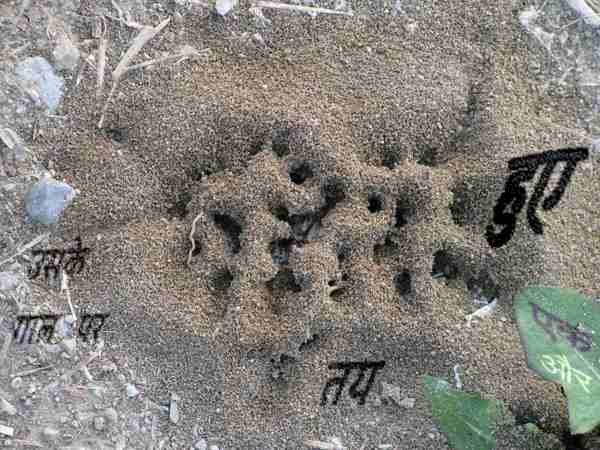 हुए
उसके
गाल पर
एक
और
तय